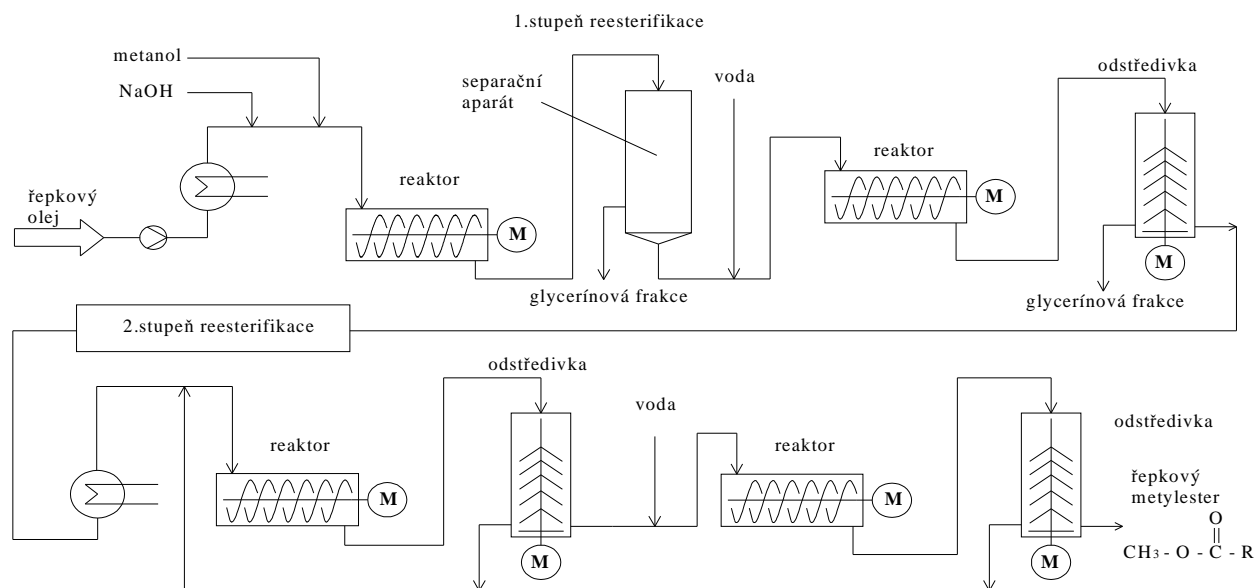 1.stupeň reesterifikace
metanol
NaOH
separační
aparát
voda
odstředivka
řepkový
olej
reaktor
M
reaktor
M
M
glycerínová frakce
glycerínová frakce
2.stupeň reesterifikace
odstředivka
voda
reaktor
M
M
reaktor
M
M
odstředivka
řepkový
metylester
O
CH3 - O - C - R